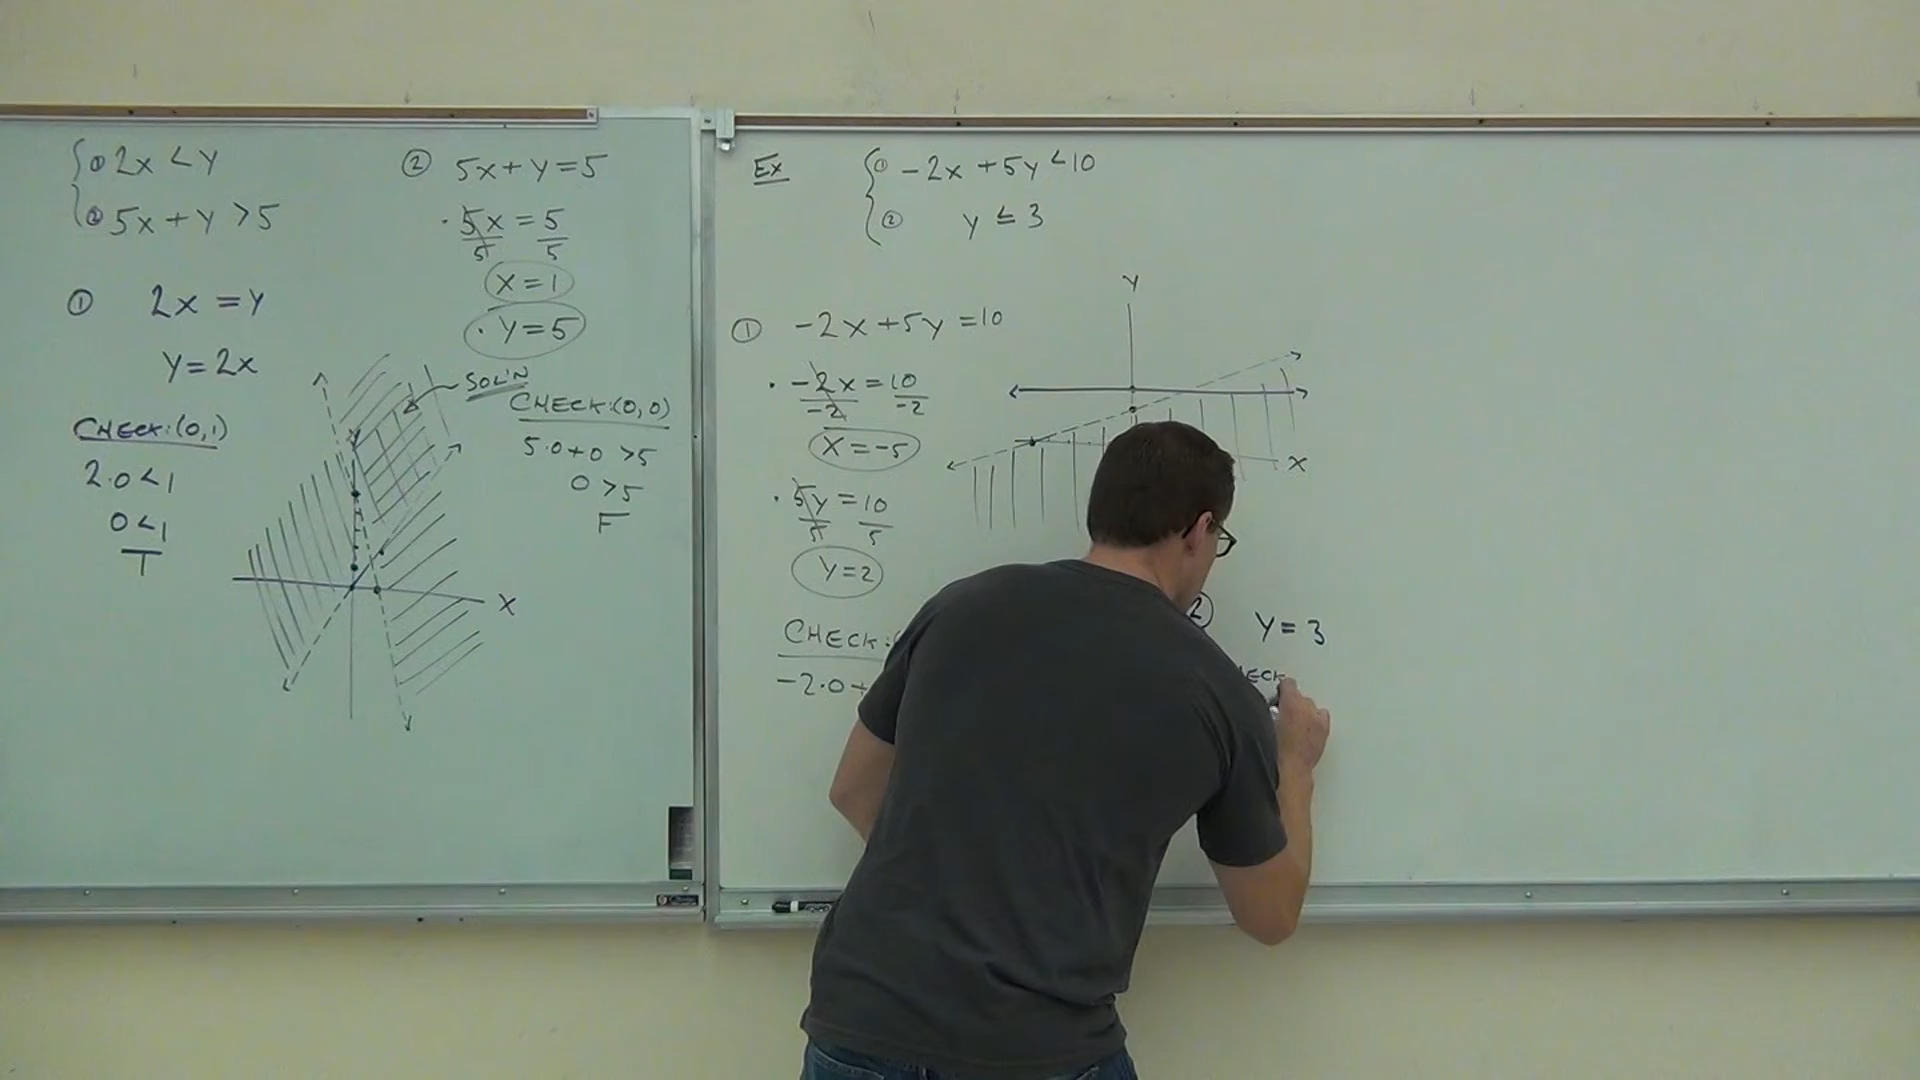 ① 2x < y
② 5x + y > 5
① 2x = y
y = 2x
CHECK:(0,1)
2·0<1
0<1
T
② 5x + y = 5
· 5x = 5
5 5
x = 1
· y = 5
SOL'N
CHECK:(0,0)
5·0+0 >5
0 >5
F
y
x
Ex
① -2x + 5y < 10
② y ≤ 3
① -2x + 5y = 10
· -2x = 10
-2 -2
x = -5
· 5y = 10
5 5
y = 2
CHECK:
-2·0+
y
x
② y = 3